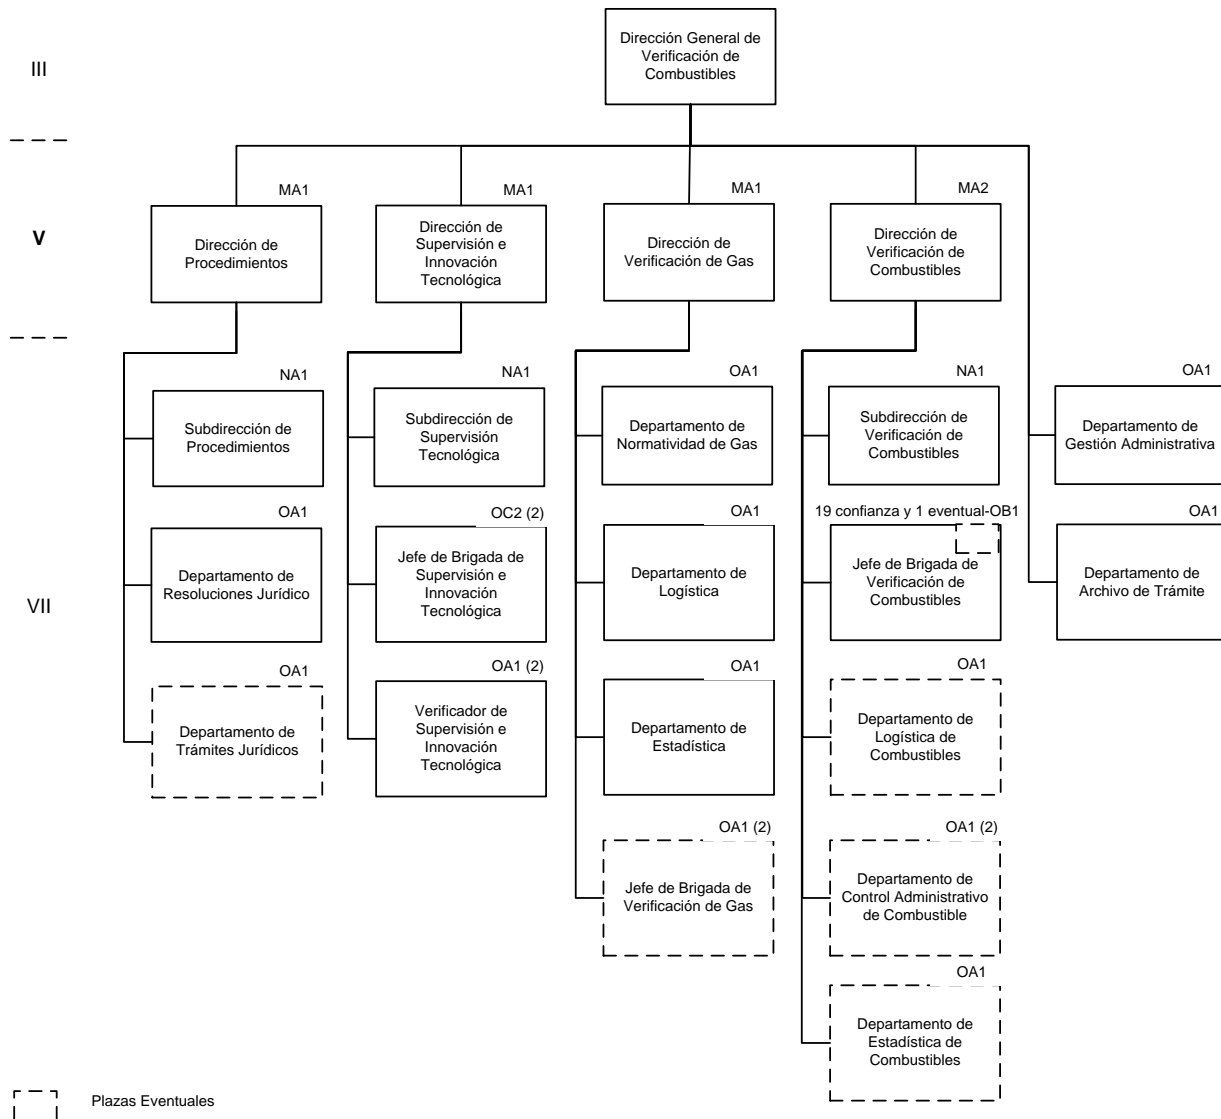 Dirección General de
Verificación de
Combustibles
III
MA1
MA1
MA1
MA2
V
Dirección de
Procedimientos
Dirección de
Supervisión e
Innovación
Tecnológica
Dirección de
Verificación de Gas
Dirección de
Verificación de
Combustibles
NA1
NA1
OA1
NA1
OA1
Subdirección de
Procedimientos
Subdirección de
Supervisión
Tecnológica
Departamento de
Normatividad de Gas
Subdirección de
Verificación de
Combustibles
Departamento de
Gestión Administrativa
OA1
OC2 (2)
OA1
19 confianza y 1 eventual-OB1
OA1
VII
Departamento de
Resoluciones Jurídico
Jefe de Brigada de
Supervisión e
Innovación
Tecnológica
Departamento de
Logística
Jefe de Brigada de
Verificación de
Combustibles
Departamento de
Archivo de Trámite
OA1
OA1 (2)
OA1
OA1
Departamento de
Trámites Jurídicos
Verificador de
Supervisión e
Innovación
Tecnológica
Departamento de
Estadística
Departamento de
Logística de
Combustibles
OA1 (2)
OA1 (2)
Jefe de Brigada de
Verificación de Gas
Departamento de
Control Administrativo
de Combustible
OA1
Departamento de
Estadística de
Combustibles
Plazas Eventuales